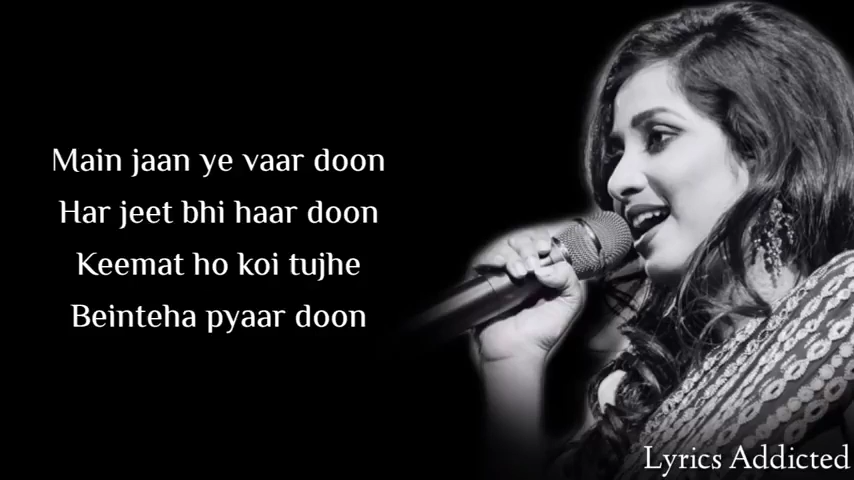 Main jaan ye vaar doon
Har jeet bhi haar doon
Keemat ho koi tujhe
Beinteha pyaar doon
Lyrics Addicted